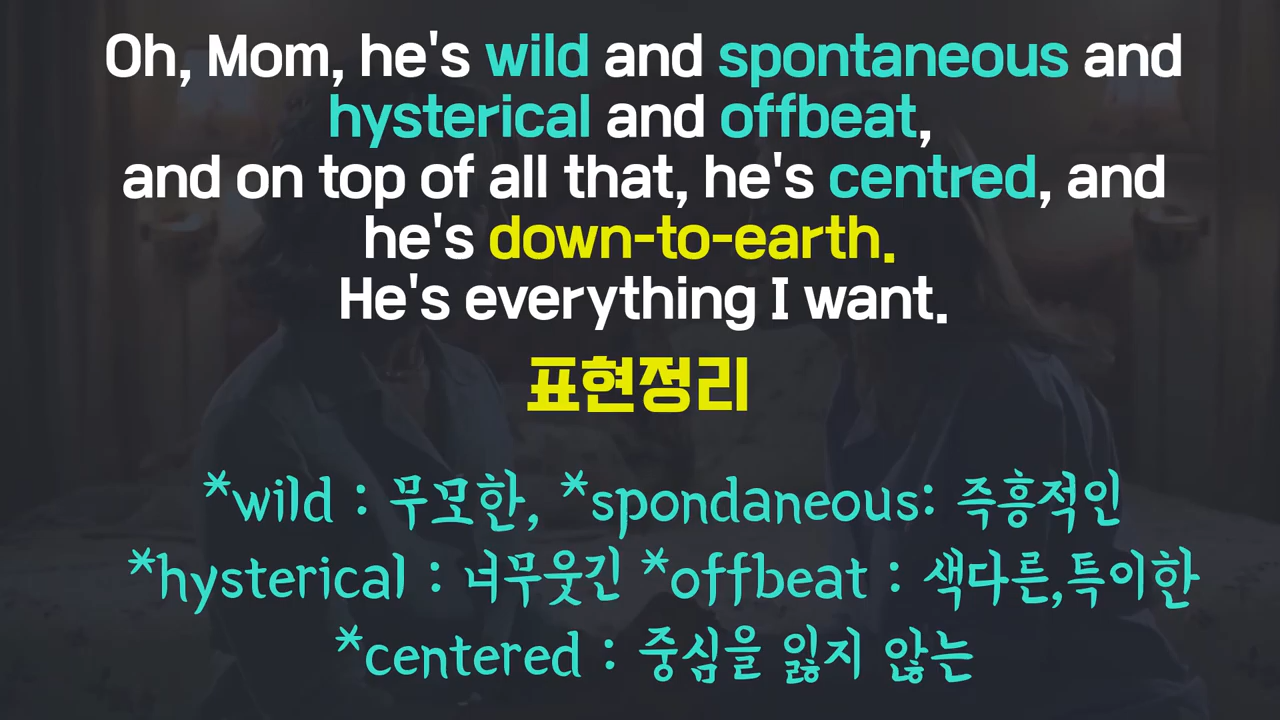 Oh, Mom, he's wild and spontaneous and
hysterical and offbeat,
and on top of all that, he's centred, and
he's down-to-earth.
He's everything I want.
표현정리
*wild : 무모한, *spondaneous: 즉흥적인
*hysterical : 너무웃긴 *offbeat : 색다른,특이한
*centered : 중심을 잃지 않는